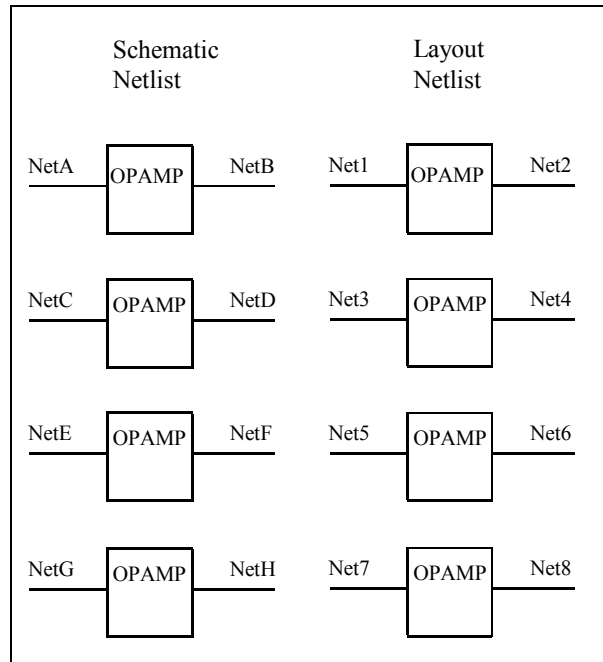 Schematic
Netlist
Layout
Netlist
NetA OPAMP NetB Net1 OPAMP Net2
NetC OPAMP NetD Net3 OPAMP Net4
NetE OPAMP NetF Net5 OPAMP Net6
NetG OPAMP NetH Net7 OPAMP Net8